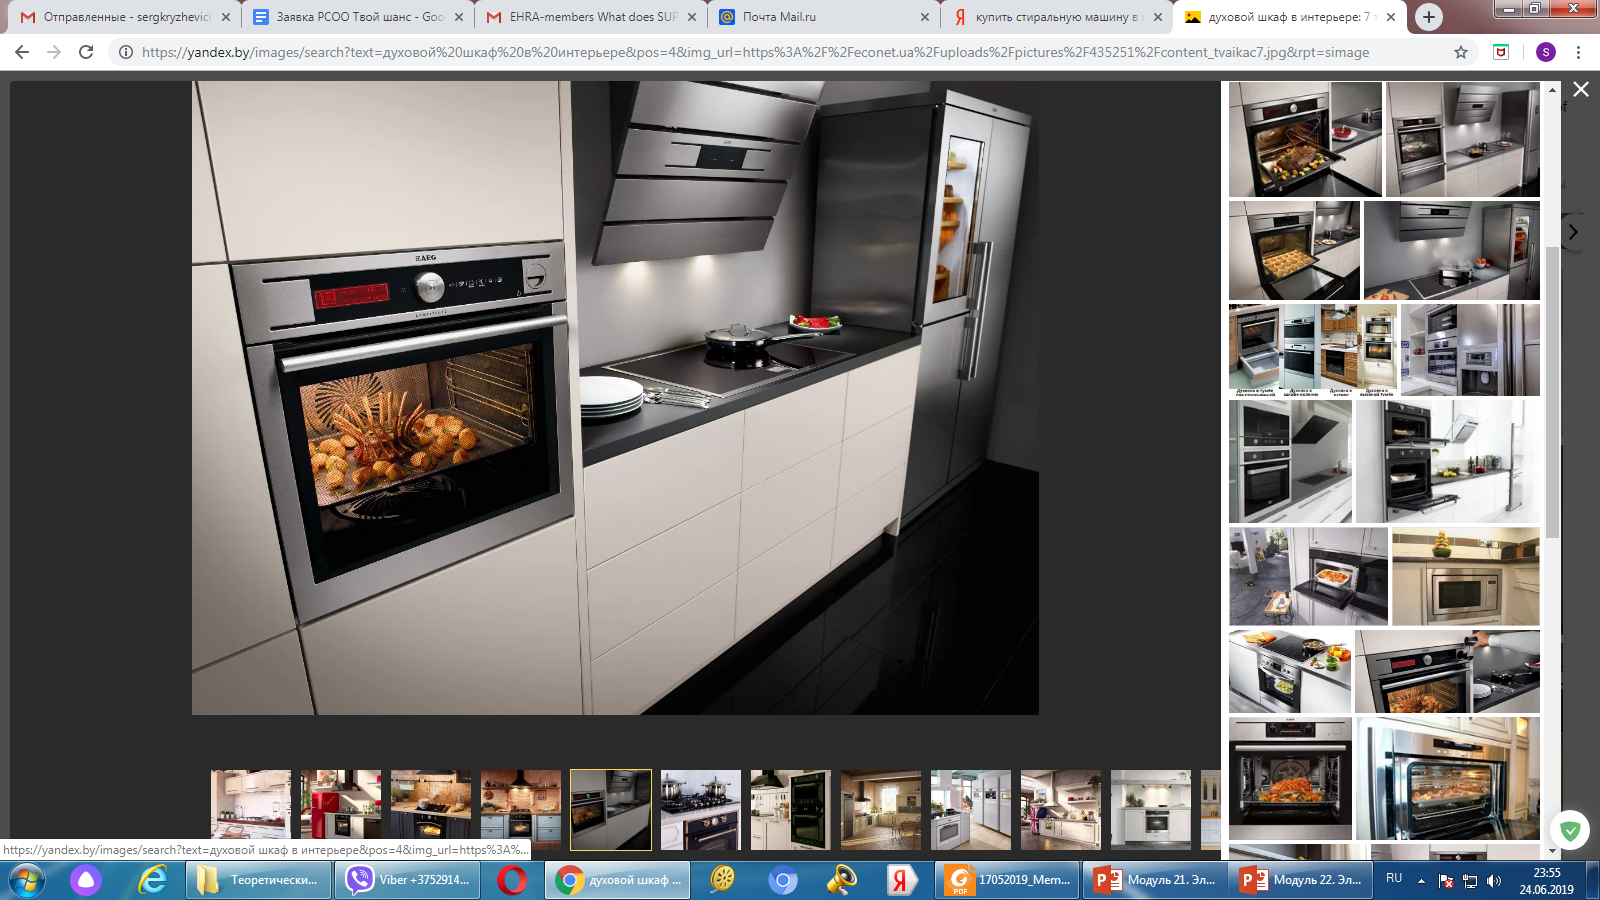 Отправленные - sergkryzhevich
Заявка РСОО Твой шанс - Goo
EHRA-members What does SUP
Почта Mail.ru
купить стиральную машину в
духовой шкаф в интерьере: 7 т
https://yandex.by/images/search?text=духовой%20шкаф%20в%20интерьере&pos=4&img_url=https%3A%2F%2Feconet.ua%2Fuploads%2Fpictures%2F435251%2Fcontent_tvaikac7.jpg&rpt=simage
S
AEG
https://yandex.by/images/search?text=духовой шкаф в интерьере&pos=4&img_url=https%3A%...
Теоретически...
Viber +3752914...
духовой шкаф ...
17052019_Mem...
Модуль 21. Эл...
Модуль 22. Эл...
RU
23:55
24.06.2019